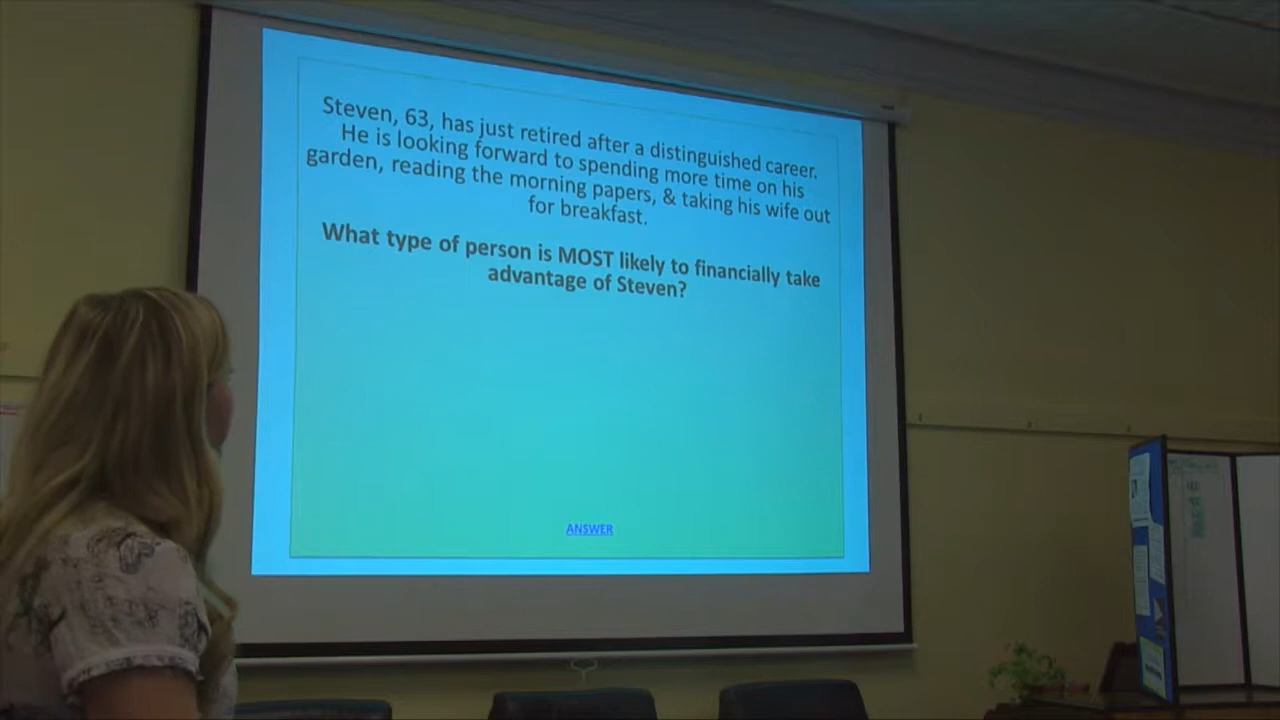 Steven, 63, has just retired after a distinguished career.
He is looking forward to spending more time on his
garden, reading the morning papers, & taking his wife out
for breakfast.
What type of person is MOST likely to financially take
advantage of Steven?
ANSWER